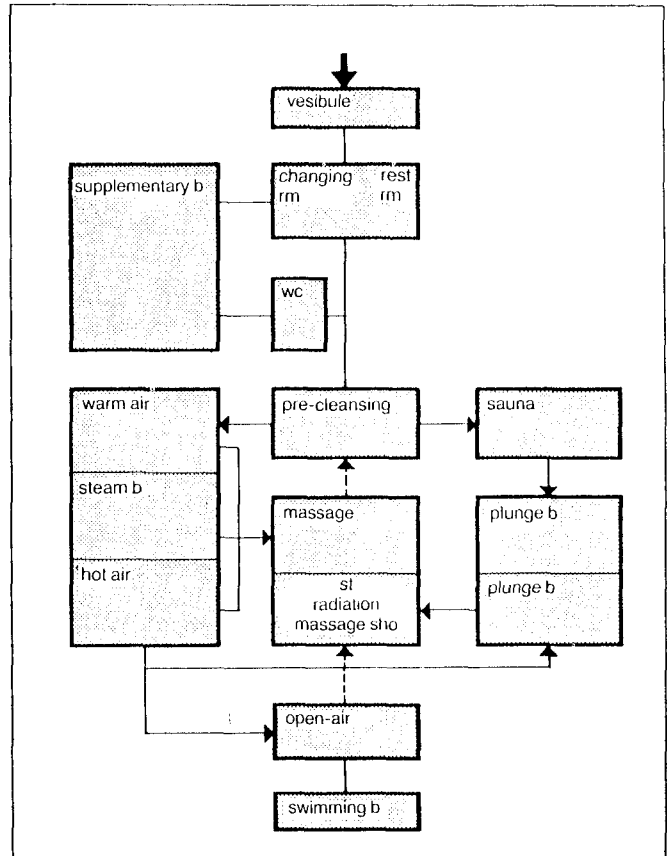 vesibule
changing rest
rm rm
supplementary b
wc
warm air
pre-cleansing
sauna
steam b
massage
plunge b
hot air
st
radiation
massage sho
plunge b
open-air
swimming b